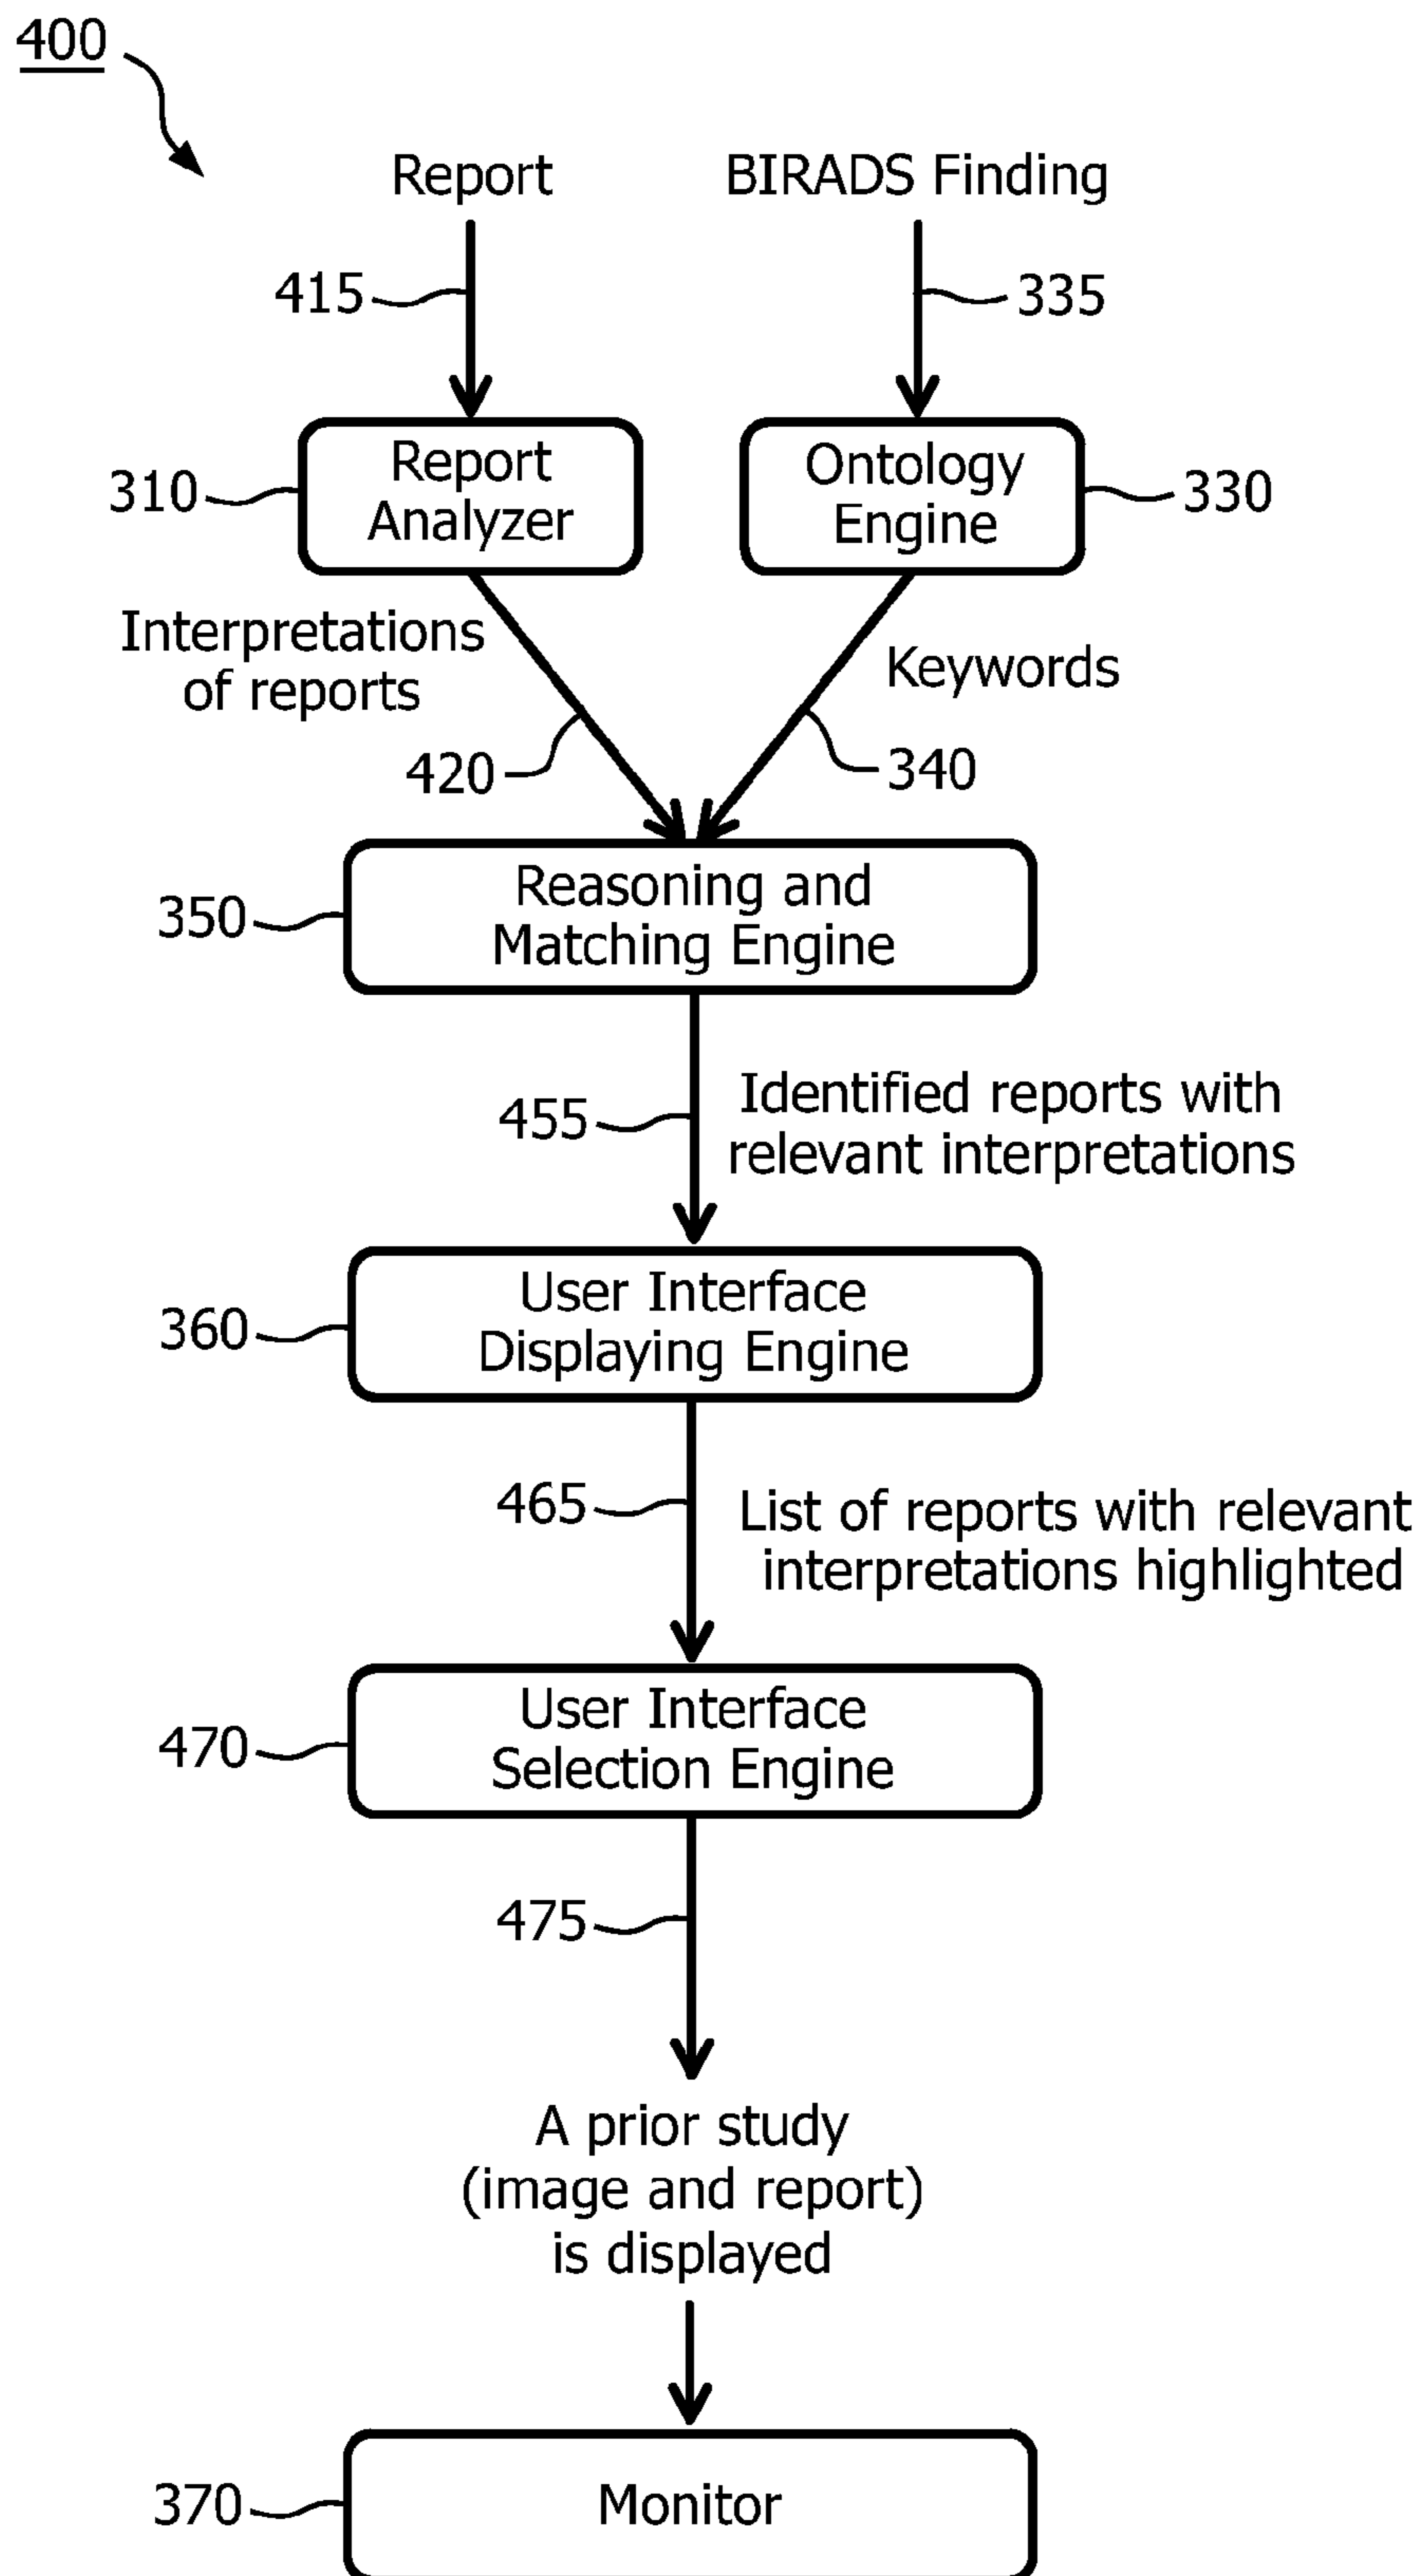 400
Report
BIRADS Finding
415
335
Report
Analyzer
310
Ontology
Engine
330
Interpretations
of reports
Keywords
420
340
Reasoning and
Matching Engine
350
Identified reports with
relevant interpretations
455
User Interface
Displaying Engine
360
465
List of reports with relevant
interpretations highlighted
User Interface
Selection Engine
470
475
A prior study
(image and report)
is displayed
370
Monitor